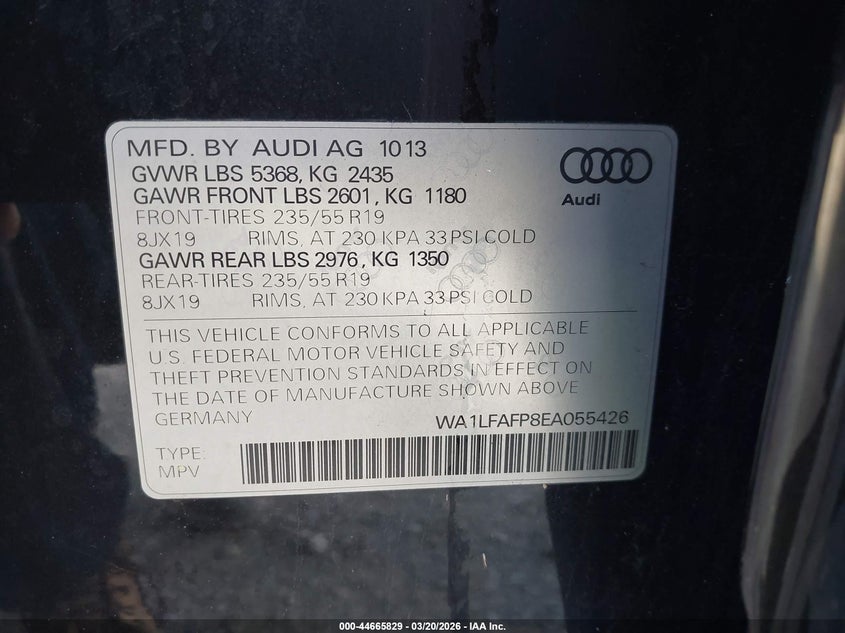 MFD. BY AUDI AG 10 13
GVWR LBS 5368, KG 2435
GAWR FRONT LBS 2601, KG 1180
FRONT-TIRES 235/55 R19
8JX19 RIMS, AT 230 KPA 33 PSI COLD
GAWR REAR LBS 2976, KG 1350
REAR-TIRES 235/55 R19
8JX19 RIMS, AT 230 KPA 33 PSI COLD
Audi
THIS VEHICLE CONFORMS TO ALL APPLICABLE
U.S. FEDERAL MOTOR VEHICLE SAFETY AND
THEFT PREVENTION STANDARDS IN EFFECT ON
THE DATE OF MANUFACTURE SHOWN ABOVE
GERMANY WA1LFAFP8EA055426
TYPE:
MPV
000-44665829 - 03/20/2026 - IAA Inc.